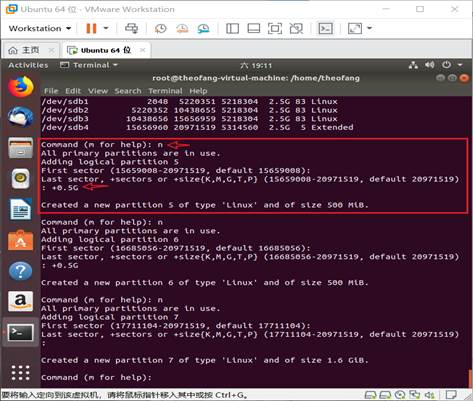 Ubuntu 64 位 - VMware Workstation
Workstation
主页
Ubuntu 64 位
Activities
Terminal
六 19:11
root@theofang-virtual-machine: /home/theofang
File Edit View Search Terminal Help
/dev/sdb1 2048 5220351 5218304 2.5G 83 Linux
/dev/sdb2 5220352 10438655 5218304 2.5G 83 Linux
/dev/sdb3 10438656 15656959 5218304 2.5G 83 Linux
/dev/sdb4 15656960 20971519 5314560 2.5G 5 Extended
Command (m for help): n
All primary partitions are in use.
Adding logical partition 5
First sector (15659008-20971519, default 15659008):
Last sector, +sectors or +size{K,M,G,T,P} (15659008-20971519, default 20971519)
: +0.5G
Created a new partition 5 of type 'Linux' and of size 500 MiB.
Command (m for help): n
All primary partitions are in use.
Adding logical partition 6
First sector (16685056-20971519, default 16685056):
Last sector, +sectors or +size{K,M,G,T,P} (16685056-20971519, default 20971519)
: +0.5G
Created a new partition 6 of type 'Linux' and of size 500 MiB.
Command (m for help): n
All primary partitions are in use.
Adding logical partition 7
First sector (17711104-20971519, default 17711104):
Last sector, +sectors or +size{K,M,G,T,P} (17711104-20971519, default 20971519)
:
Created a new partition 7 of type 'Linux' and of size 1.6 GiB.
Command (m for help):
要将输入定向到该虚拟机，请将鼠标指针移入其中或按 Ctrl+G。